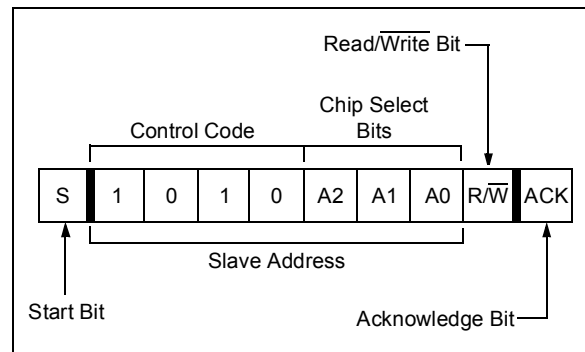 Read/Write Bit
Chip Select
Control Code Bits
S 1 0 1 0 A2 A1 A0 R/W ACK
Slave Address
Start Bit
Acknowledge Bit